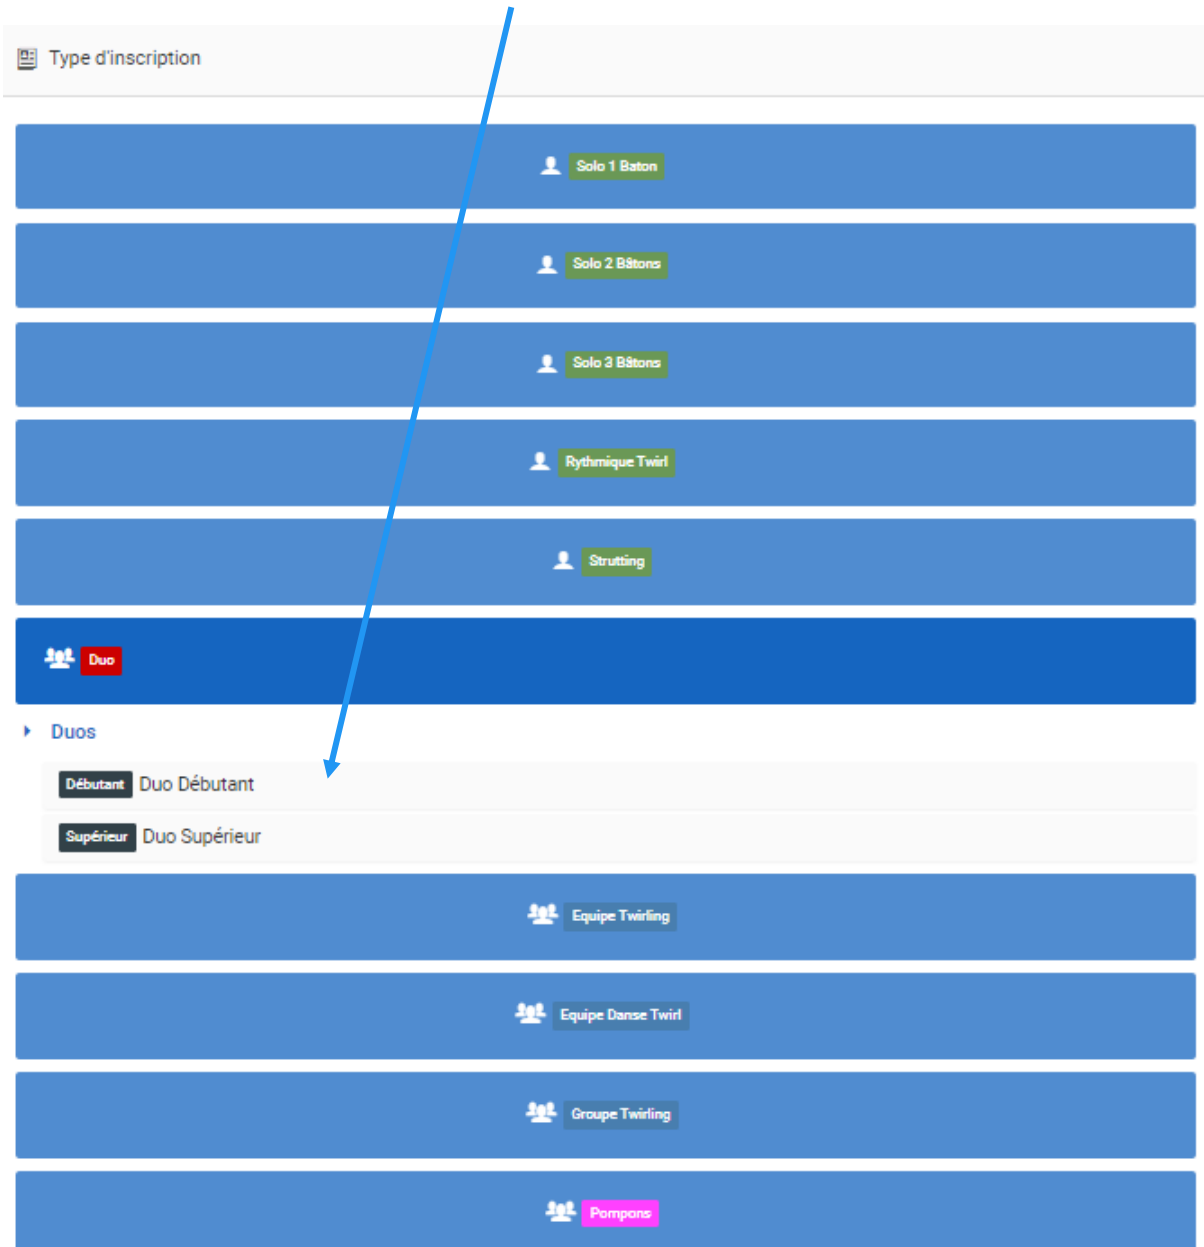 Type d'inscription
Solo 1 Baton
Solo 2 Bâtons
Solo 3 Bâtons
Rythmique Twirl
Strutting
Duo
Duos
Débutant Duo Débutant
Supérieur Duo Supérieur
Equipe Twirling
Equipe Danse Twirl
Groupe Twirling
Pompons